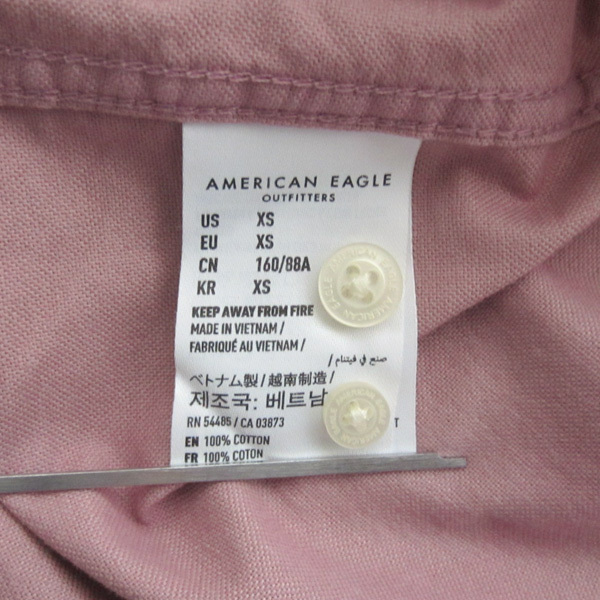 AMERICAN EAGLE
OUTFITTERS
US XS
EU XS
CN 160/88A
KR XS
KEEP AWAY FROM FIRE
MADE IN VIETNAM /
FABRIQUÉ AU VIETNAM /
صنع في فيتنام /
ベトナム製 / 越南制造 /
제조국: 베트남
RN 54485 / CA 03873 T
EN 100% COTTON
FR 100% COTON
AMERICAN EAGLE